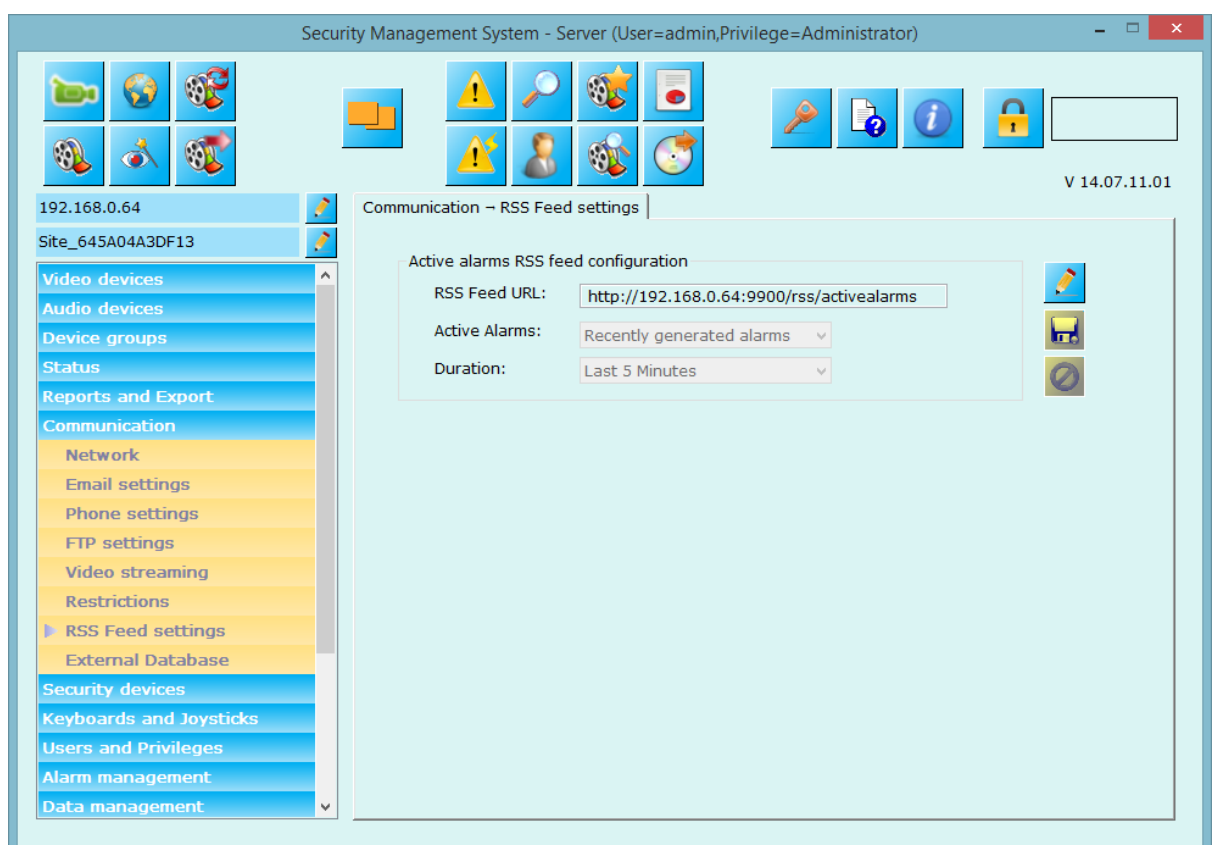 Security Management System - Server (User=admin,Privilege=Administrator)
V 14.07.11.01
192.168.0.64
Site_645A04A3DF13
Video devices
Audio devices
Device groups
Status
Reports and Export
Communication
Network
Email settings
Phone settings
FTP settings
Video streaming
Restrictions
RSS Feed settings
External Database
Security devices
Keyboards and Joysticks
Users and Privileges
Alarm management
Data management
Communication → RSS Feed settings
Active alarms RSS feed configuration
RSS Feed URL: http://192.168.0.64:9900/rss/activealarms
Active Alarms: Recently generated alarms
Duration: Last 5 Minutes